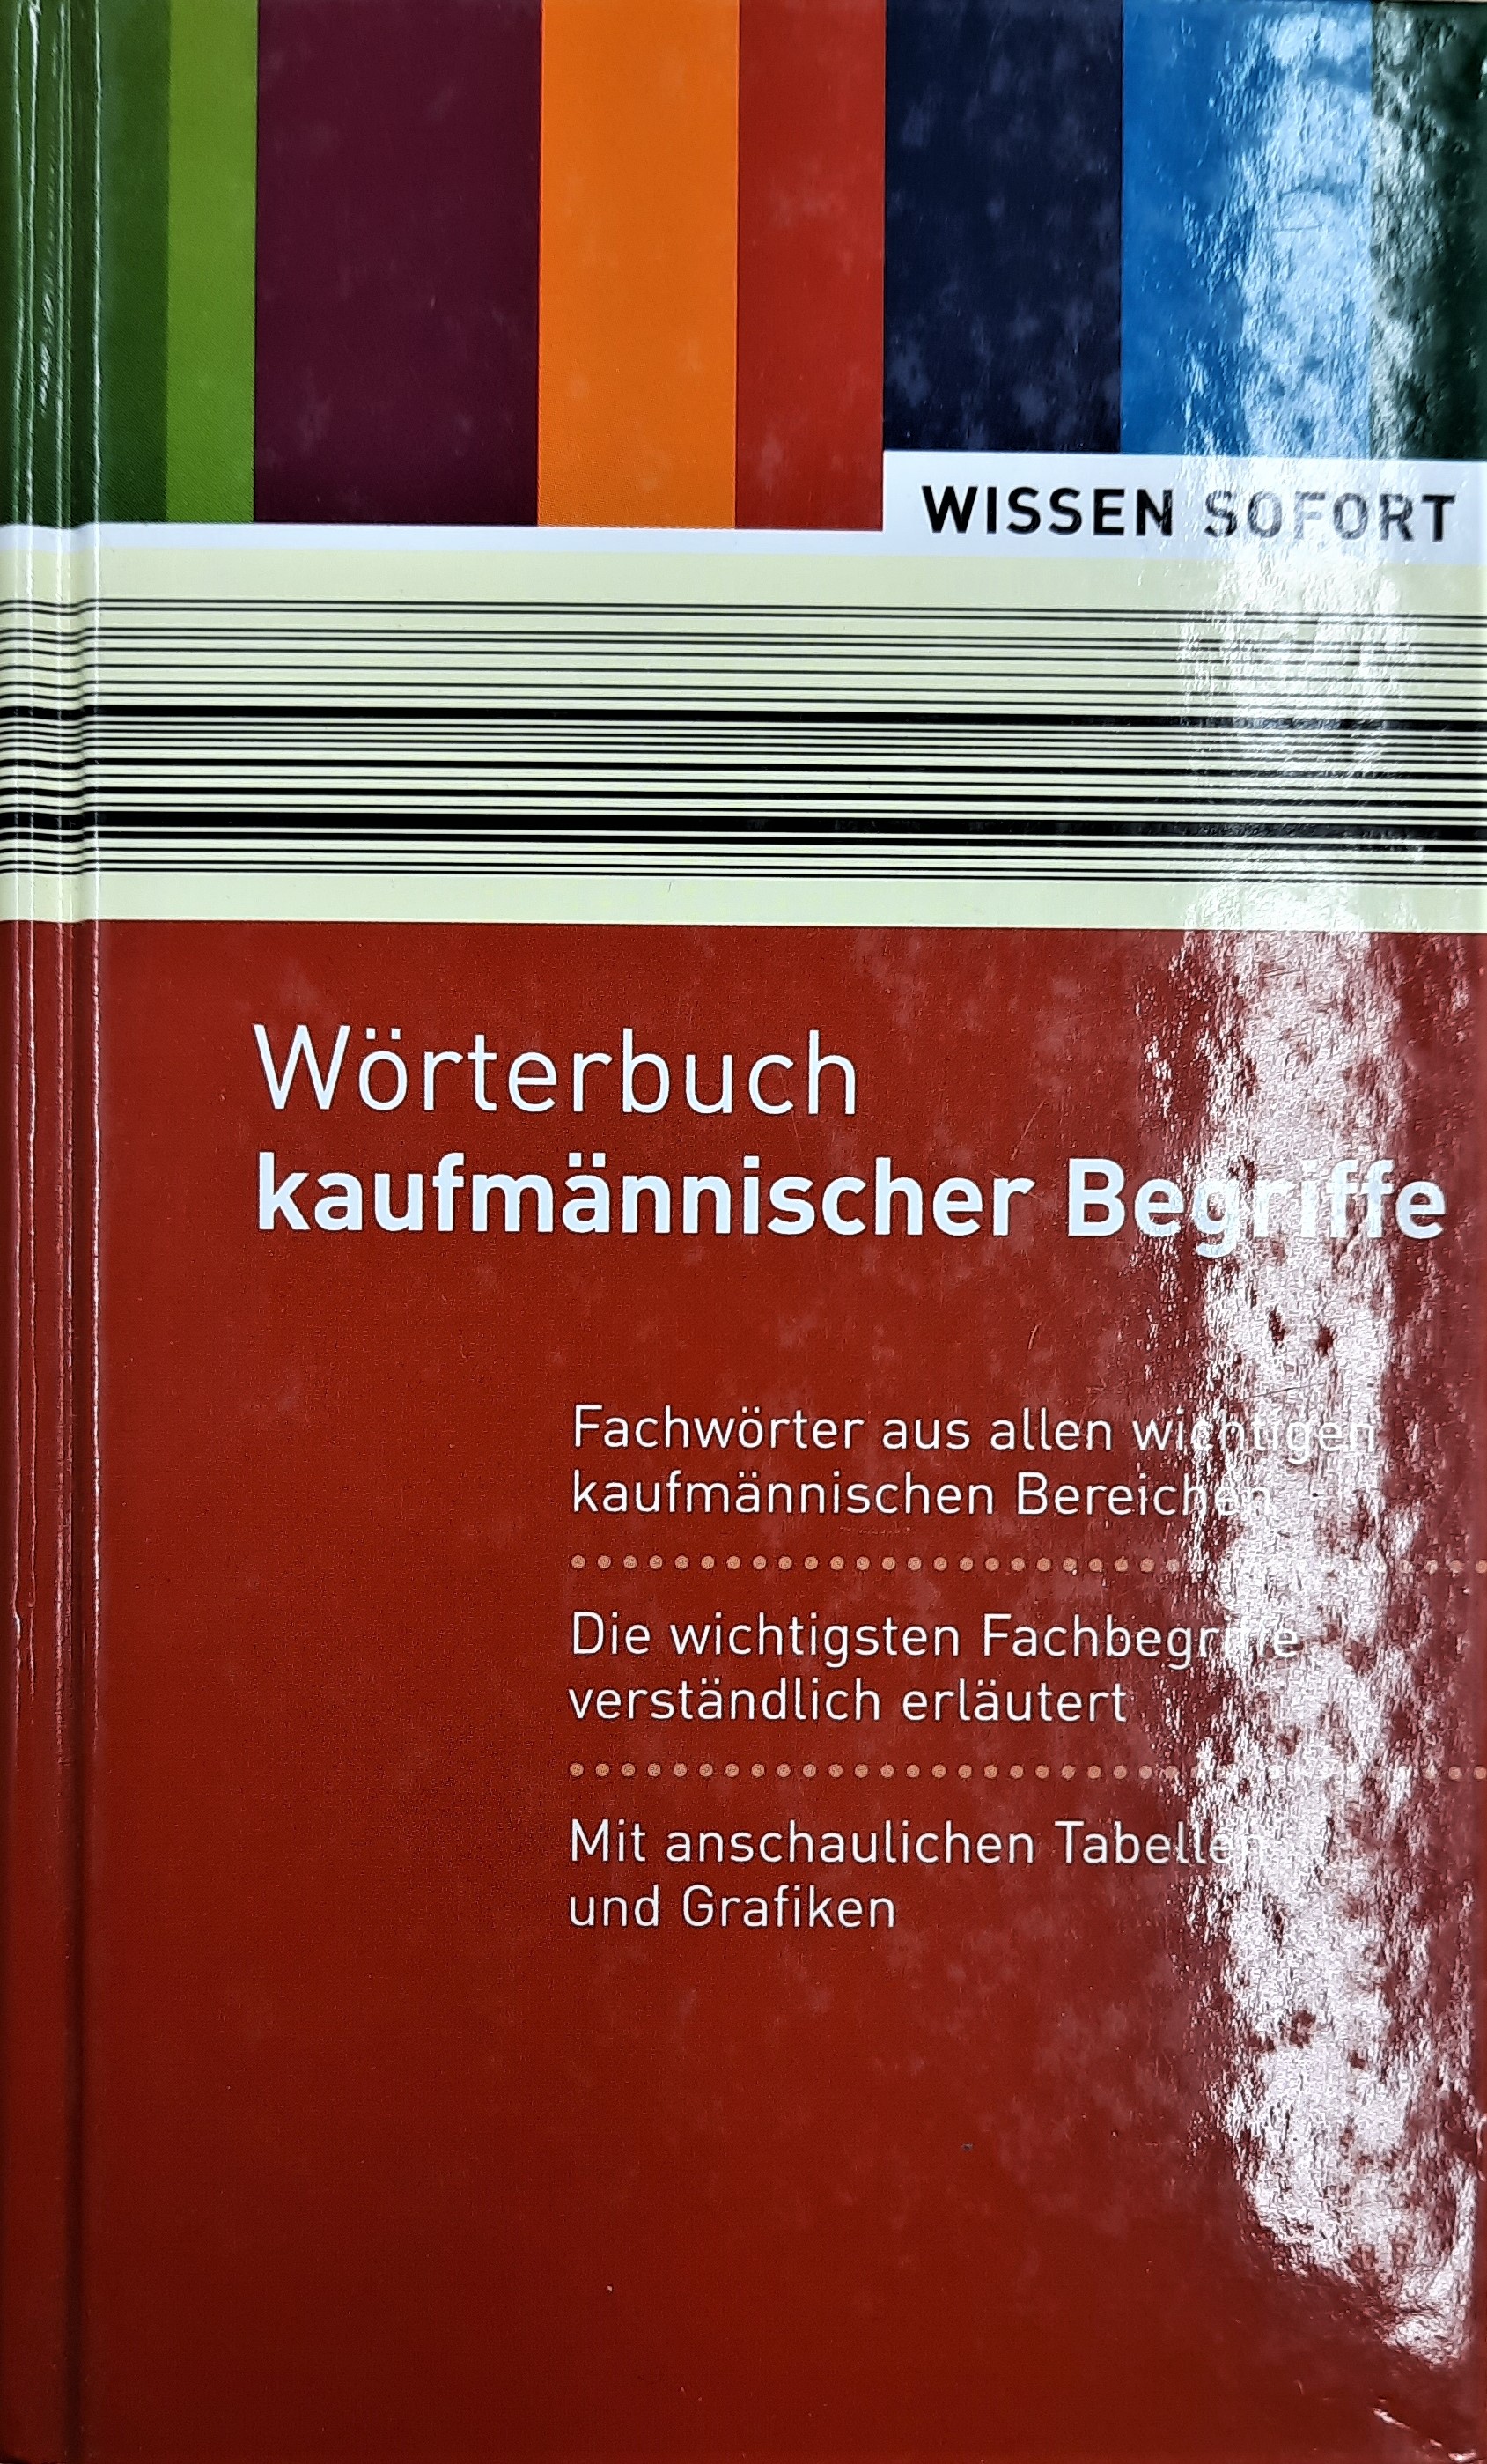 WISSEN SOFORT
Wörterbuch
kaufmännischer Begriffe
Fachwörter aus allen wichtigen
kaufmännischen Bereichen
Die wichtigsten Fachbegriffe
verständlich erläutert
Mit anschaulichen Tabellen
und Grafiken